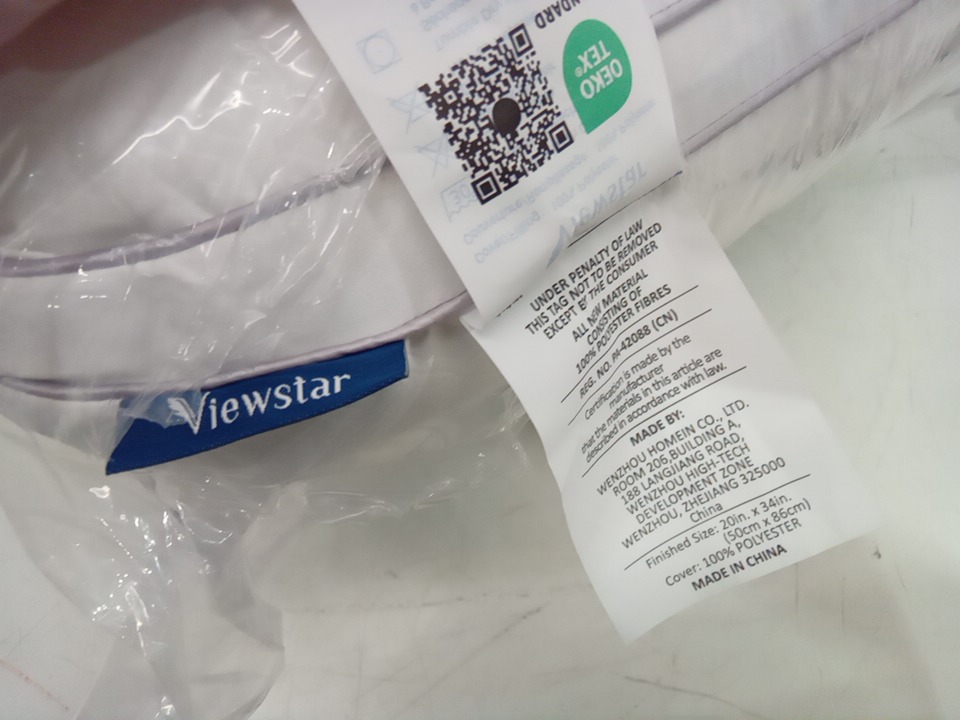 STANDARD
OEKO
TEX®
Viewstar
UNDER PENALTY OF LAW
THIS TAG NOT TO BE REMOVED
EXCEPT BY THE CONSUMER
ALL NEW MATERIAL
CONSISTING OF
100% POLYESTER FIBRES
REG. NO. PA-42088 (CN)
Certification is made by the
manufacturer
that the materials in this article are
described in accordance with law.
MADE BY:
WENZHOU HOMEIN CO., LTD.
ROOM 206,BUILDING A,
188 LANGJIANG ROAD,
WENZHOU HIGH-TECH
DEVELOPMENT ZONE
WENZHOU, ZHEJIANG 325000
China
Finished Size: 20in. x 34in.
(50cm x 86cm)
Cover: 100% POLYESTER
MADE IN CHINA
Viewstar